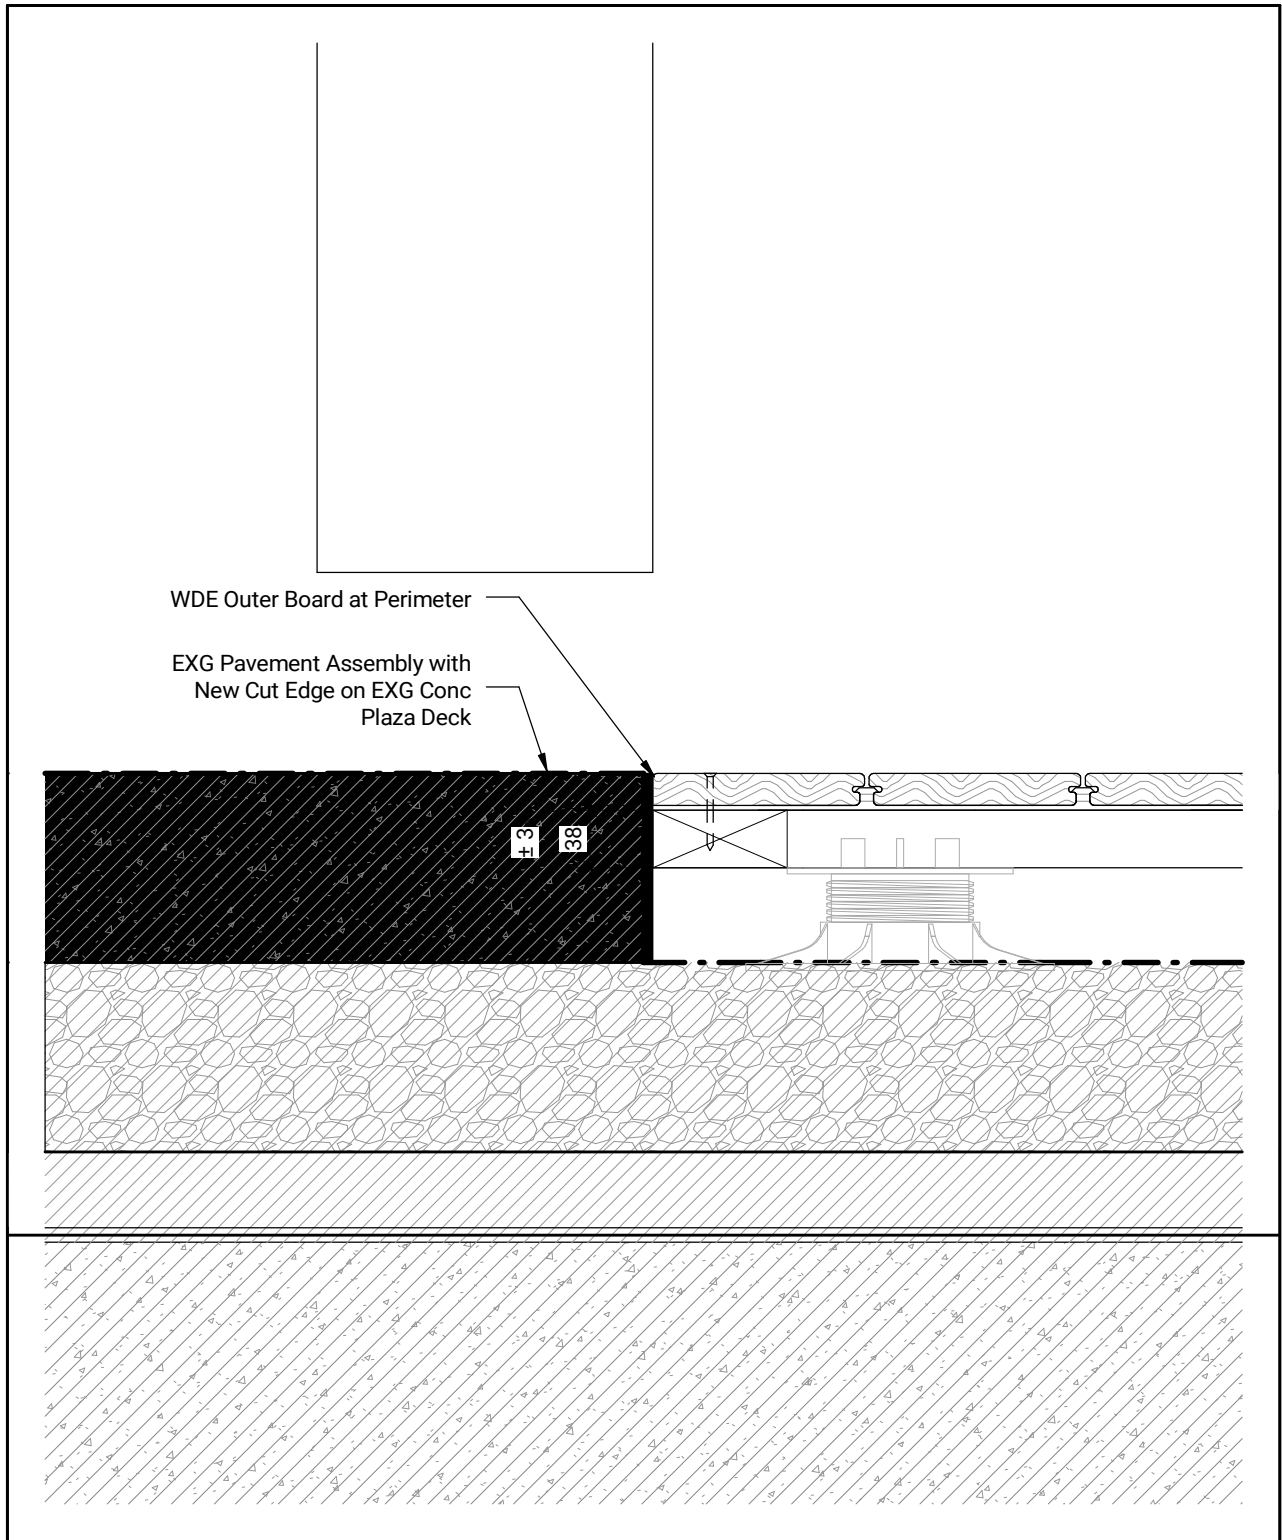 WDE Outer Board at Perimeter
EXG Pavement Assembly with
New Cut Edge on EXG Conc
Plaza Deck
± 3
38